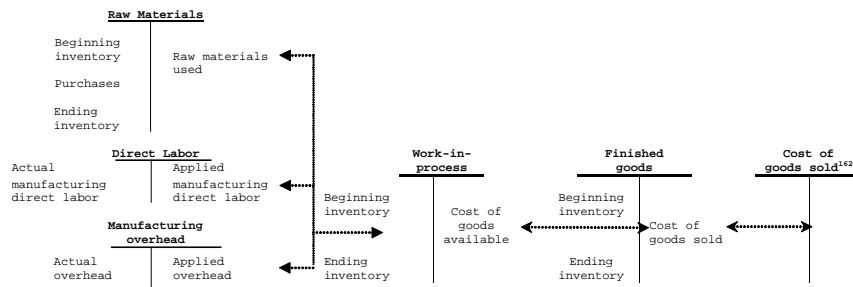 Raw Materials
Beginning
inventory
Raw materials
used
Purchases
Ending
inventory
Direct Labor
Actual
manufacturing
direct labor
Applied
manufacturing
direct labor
Manufacturing
overhead
Actual
overhead
Applied
overhead
Work-in-
process
Beginning
inventory
Cost of
goods
available
Ending
inventory
Finished
goods
Beginning
inventory
Cost of
goods sold
Ending
inventory
Cost of
goods sold162